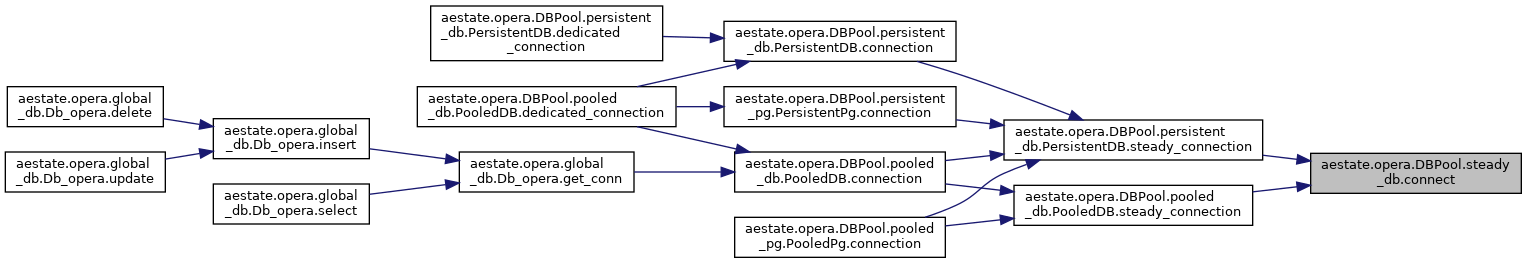 aestate.opera.DBPool.persistent
_db.PersistentDB.dedicated
_connection
aestate.opera.DBPool.persistent
_db.PersistentDB.connection
aestate.opera.global
_db.Db_opera.delete
aestate.opera.DBPool.pooled
_db.PooledDB.dedicated_connection
aestate.opera.DBPool.persistent
_pg.PersistentPg.connection
aestate.opera.global
_db.Db_opera.insert
aestate.opera.DBPool.persistent
_db.PersistentDB.steady_connection
aestate.opera.global
_db.Db_opera.update
aestate.opera.global
_db.Db_opera.get_conn
aestate.opera.DBPool.pooled
_db.PooledDB.connection
aestate.opera.DBPool.steady
_db.connect
aestate.opera.global
_db.Db_opera.select
aestate.opera.DBPool.pooled
_db.PooledDB.steady_connection
aestate.opera.DBPool.pooled
_pg.PooledPg.connection